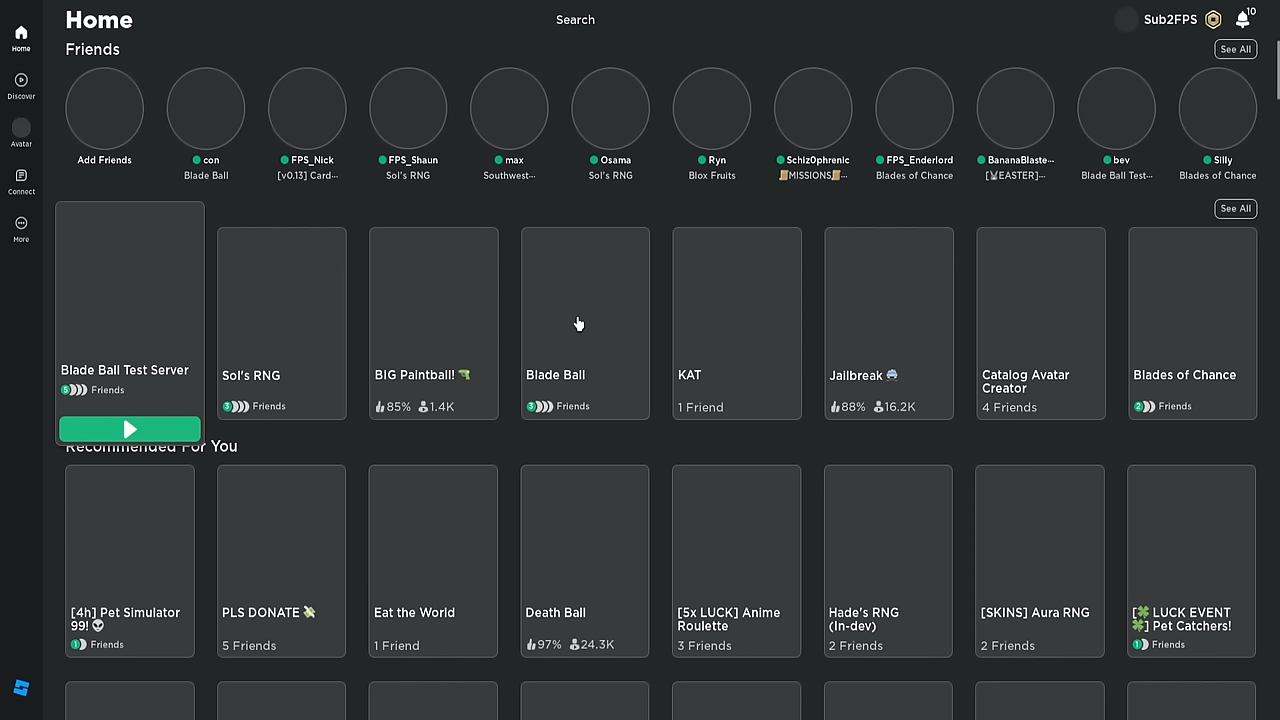 Home
Search
Sub2FPS
10
Home
Discover
Avatar
Connect
More
Friends
See All
Add Friends
con
Blade Ball
FPS_Nick
[v0.13] Card...
FPS_Shaun
Sol's RNG
max
Southwest...
Osama
Sol's RNG
Ryn
Blox Fruits
Schiz0phrenic
MISSIONS...
FPS_Enderlord
Blades of Chance
BananaBlaste...
[EASTER]...
bev
Blade Ball Test...
Silly
Blades of Chance
See All
Blade Ball Test Server
5 Friends
Sol's RNG
3 Friends
BIG Paintball!
85% 1.4K
Blade Ball
3 Friends
KAT
1 Friend
Jailbreak
88% 16.2K
Catalog Avatar
Creator
4 Friends
Blades of Chance
2 Friends
Recommended For You
[4h] Pet Simulator
99!
1 Friends
PLS DONATE
5 Friends
Eat the World
1 Friend
Death Ball
97% 24.3K
[5x LUCK] Anime
Roulette
3 Friends
Hade's RNG
(In-dev)
2 Friends
[SKINS] Aura RNG
2 Friends
[🍀 LUCK EVENT
🍀] Pet Catchers!
1 Friends